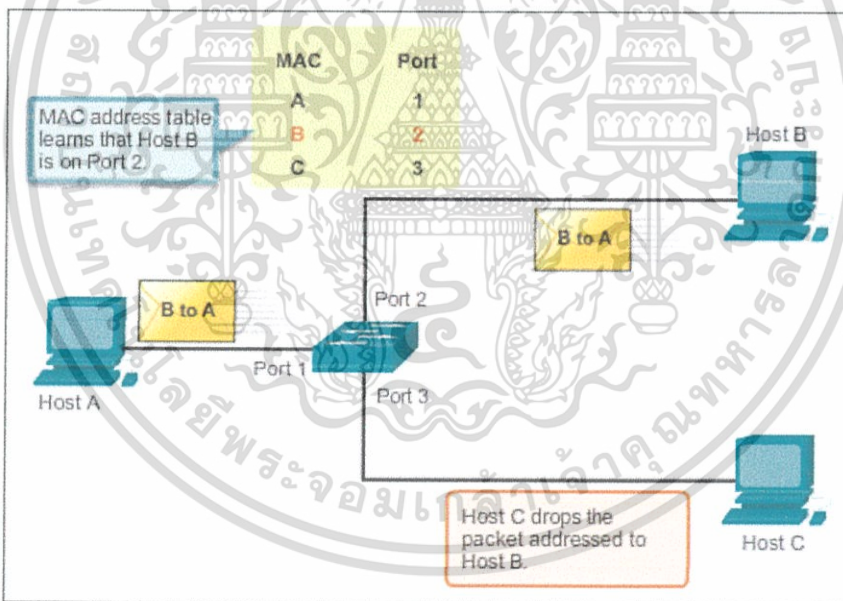 MAC Port
A 1
B 2
C 3
MAC address table
learns that Host B
is on Port 2.
Host B
B to A
B to A
Port 2
Port 1
Port 3
Host A
Host C drops the
packet addressed to
Host B.
Host C